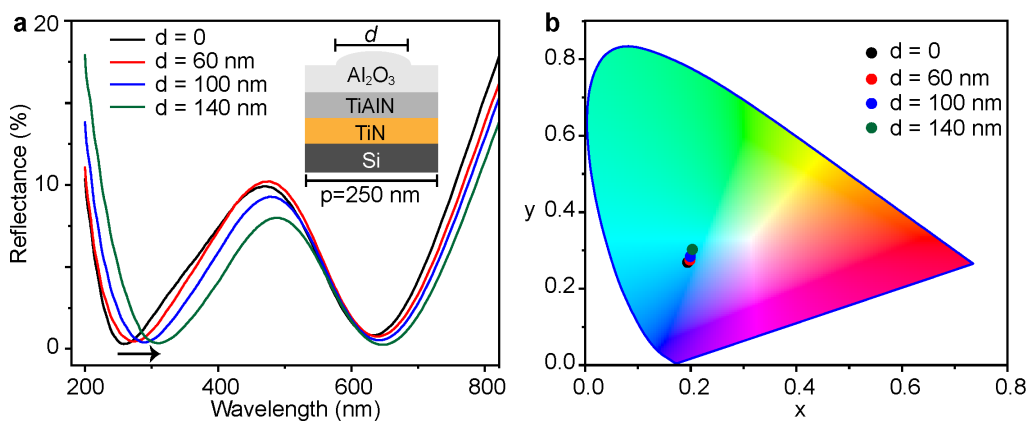 a
20
10
0
Reflectance (%)
200
400
600
800
Wavelength (nm)
d = 0
d = 60 nm
d = 100 nm
d = 140 nm
d
Al₂O₃
TiAlN
TiN
Si
p=250 nm
b
0.8
0.6
0.4
0.2
0.0
y
0.0
0.2
0.4
0.6
0.8
x
d = 0
d = 60 nm
d = 100 nm
d = 140 nm